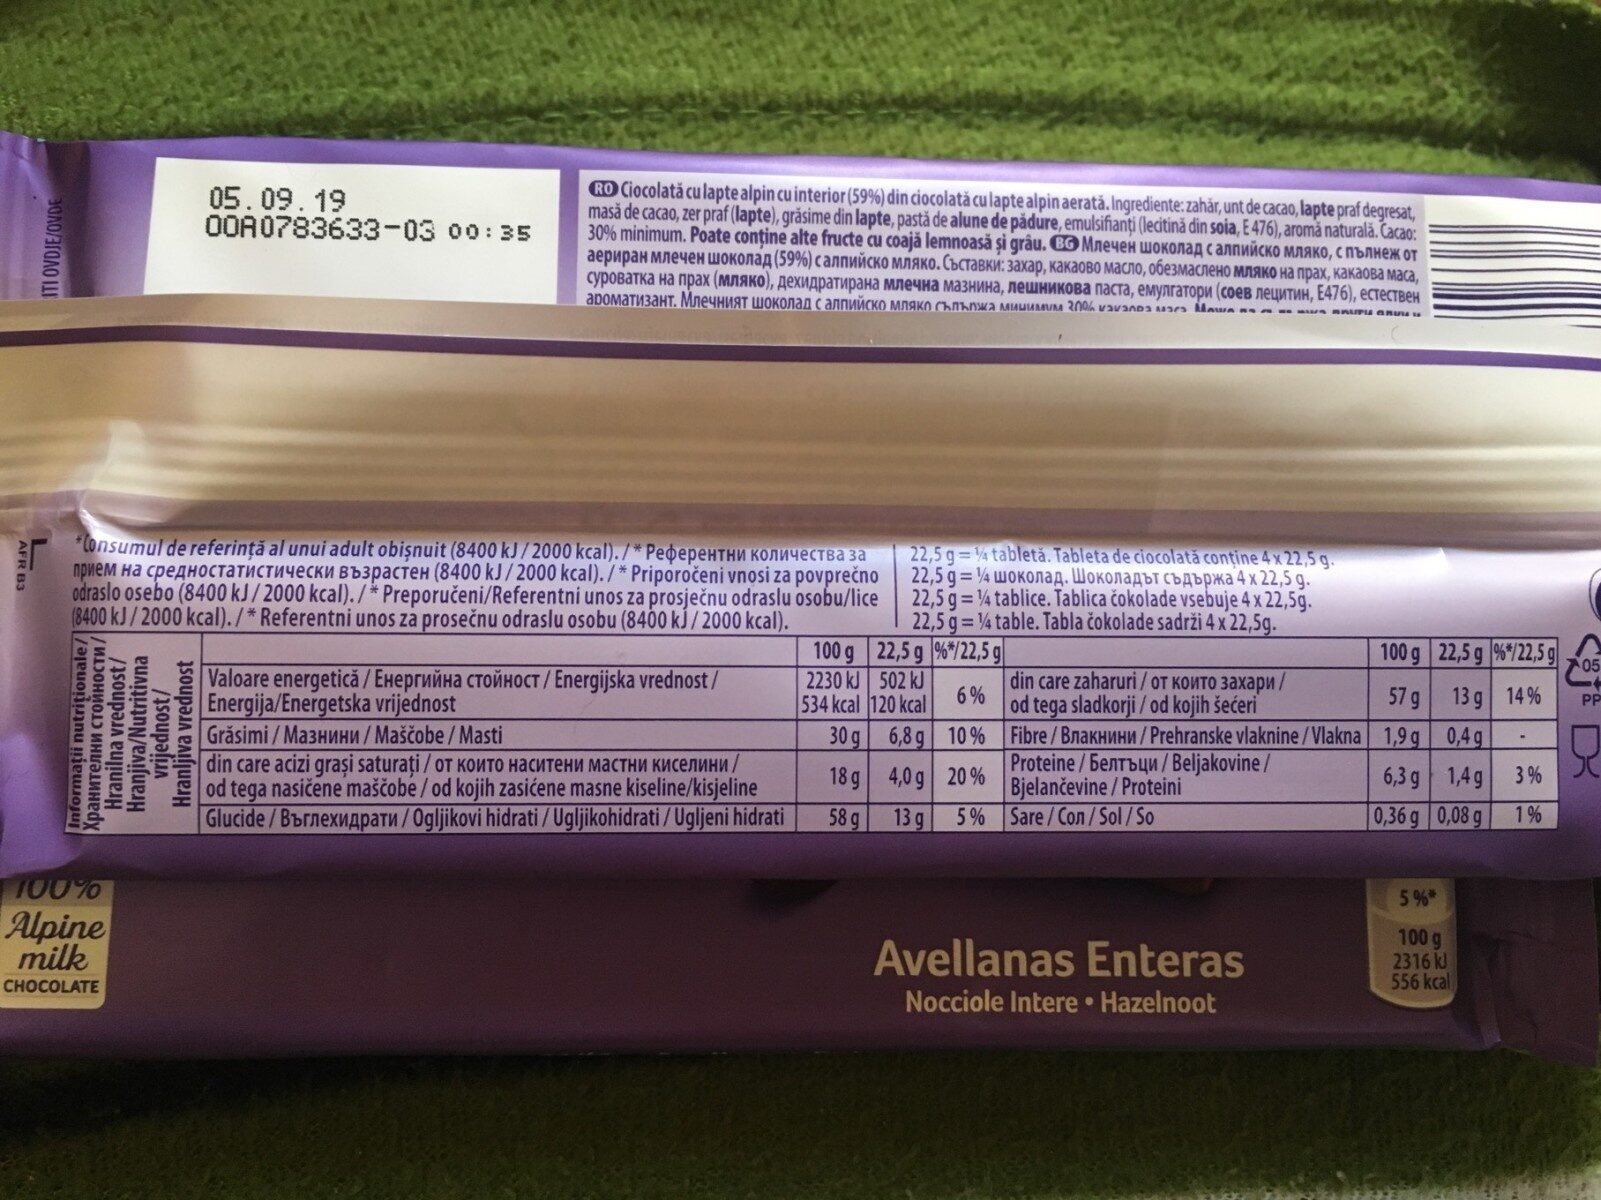 ITI OVDJE/OVDE
05.09.19
OOA0783633-03 00:35
RO Ciocolată cu lapte alpin cu interior (59%) din ciocolată cu lapte alpin aerată. Ingrediente: zahăr, unt de cacao, lapte praf degresat,
masă de cacao, zer praf (lapte), grăsime din lapte, pastă de alune de pădure, emulsifianți (lecitină din soia, E 476), aromă naturală. Cacao:
30% minimum. Poate conține alte fructe cu coajă lemnoasă și grâu. BG Млечен шоколад с алпийско мляко, с пълнеж от
аериран млечен шоколад (59%) с алпийско мляко. Съставки: захар, какаово масло, обезмаслено мляко на прах, какаова маса,
суроватка на прах (мляко), дехидратирана млечна мазнина, лешникова паста, емулгатори (соев лецитин, E476), естествен
ароматизант. Млечният шоколад с алпийско мляко съдържа минимум 30% какаова маса.
AFR B3
*Consumul de referință al unui adult obișnuit (8400 kJ / 2000 kcal). / * Референтни количества за
прием на средностатистически възрастен (8400 kJ / 2000 kcal). / * Priporočeni vnosi za povprečno
odraslo osebo (8400 kJ / 2000 kcal). / * Preporučeni/Referentni unos za prosječnu odraslu osobu/lice
(8400 kJ / 2000 kcal). / * Referentni unos za prosečnu odraslu osobu (8400 kJ / 2000 kcal).
22,5 g = ¼ tabletă. Tableta de ciocolată conține 4 x 22,5 g.
22,5 g = ¼ шоколад. Шоколадът съдържа 4 x 22,5 g.
22,5 g = ¼ tablice. Tablica čokolade vsebuje 4 x 22,5g.
22,5 g = ¼ table. Tabla čokolade sadrži 4 x 22,5g.
Informații nutriționale/
Хранителни стойности/
Hranilna vrednost/
Hranjiva/Nutritivna
vrijednost/
Hranljiva vrednost
100 g 22,5 g %*/22,5 g
Valoare energetică / Енергийна стойност / Energijska vrednost / 2230 kJ 502 kJ
Energija/Energetska vrijednost 534 kcal 120 kcal 6 %
Grăsimi / Мазнини / Maščobe / Masti 30 g 6,8 g 10 %
din care acizi grași saturați / от които наситени мастни киселини /
od tega nasičene maščobe / od kojih zasićene masne kiseline/kisjeline 18 g 4,0 g 20 %
Glucide / Въглехидрати / Ogljikovi hidrati / Ugljikohidrati / Ugljeni hidrati 58 g 13 g 5 %
100 g 22,5 g %*/22,5 g
din care zaharuri / от които захари /
od tega sladkorji / od kojih šećeri 57 g 13 g 14 %
Fibre / Влакнини / Prehranske vlaknine / Vlakna 1,9 g 0,4 g -
Proteine / Белтъци / Beljakovine /
Bjelančevine / Proteini 6,3 g 1,4 g 3 %
Sare / Сол / Sol / So 0,36 g 0,08 g 1 %
05
PP
100%
Alpine
milk
CHOCOLATE
Avellanas Enteras
Nocciole Intere • Hazelnoot
5 %*
100 g
2316 kJ
556 kcal